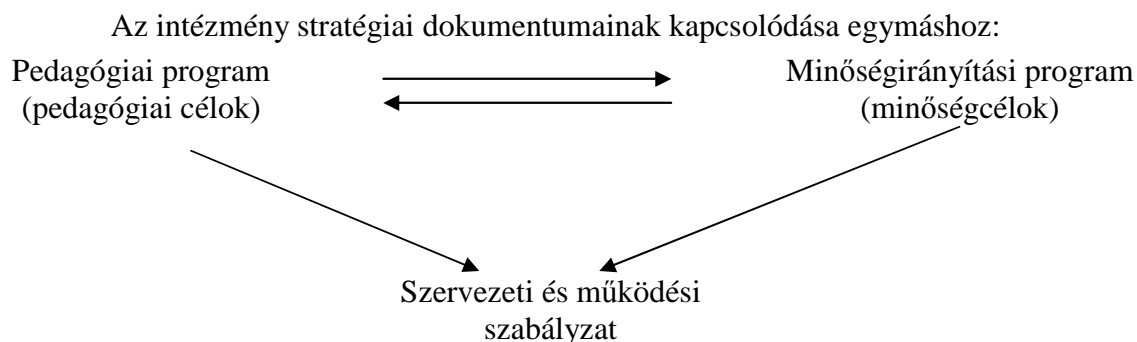 Az intézmény stratégiai dokumentumainak kapcsolódása egymáshoz:
Pedagógiai program
(pedagógiai célok)
Minőségirányítási program
(minőségcélok)
Szervezeti és működési
szabályzat